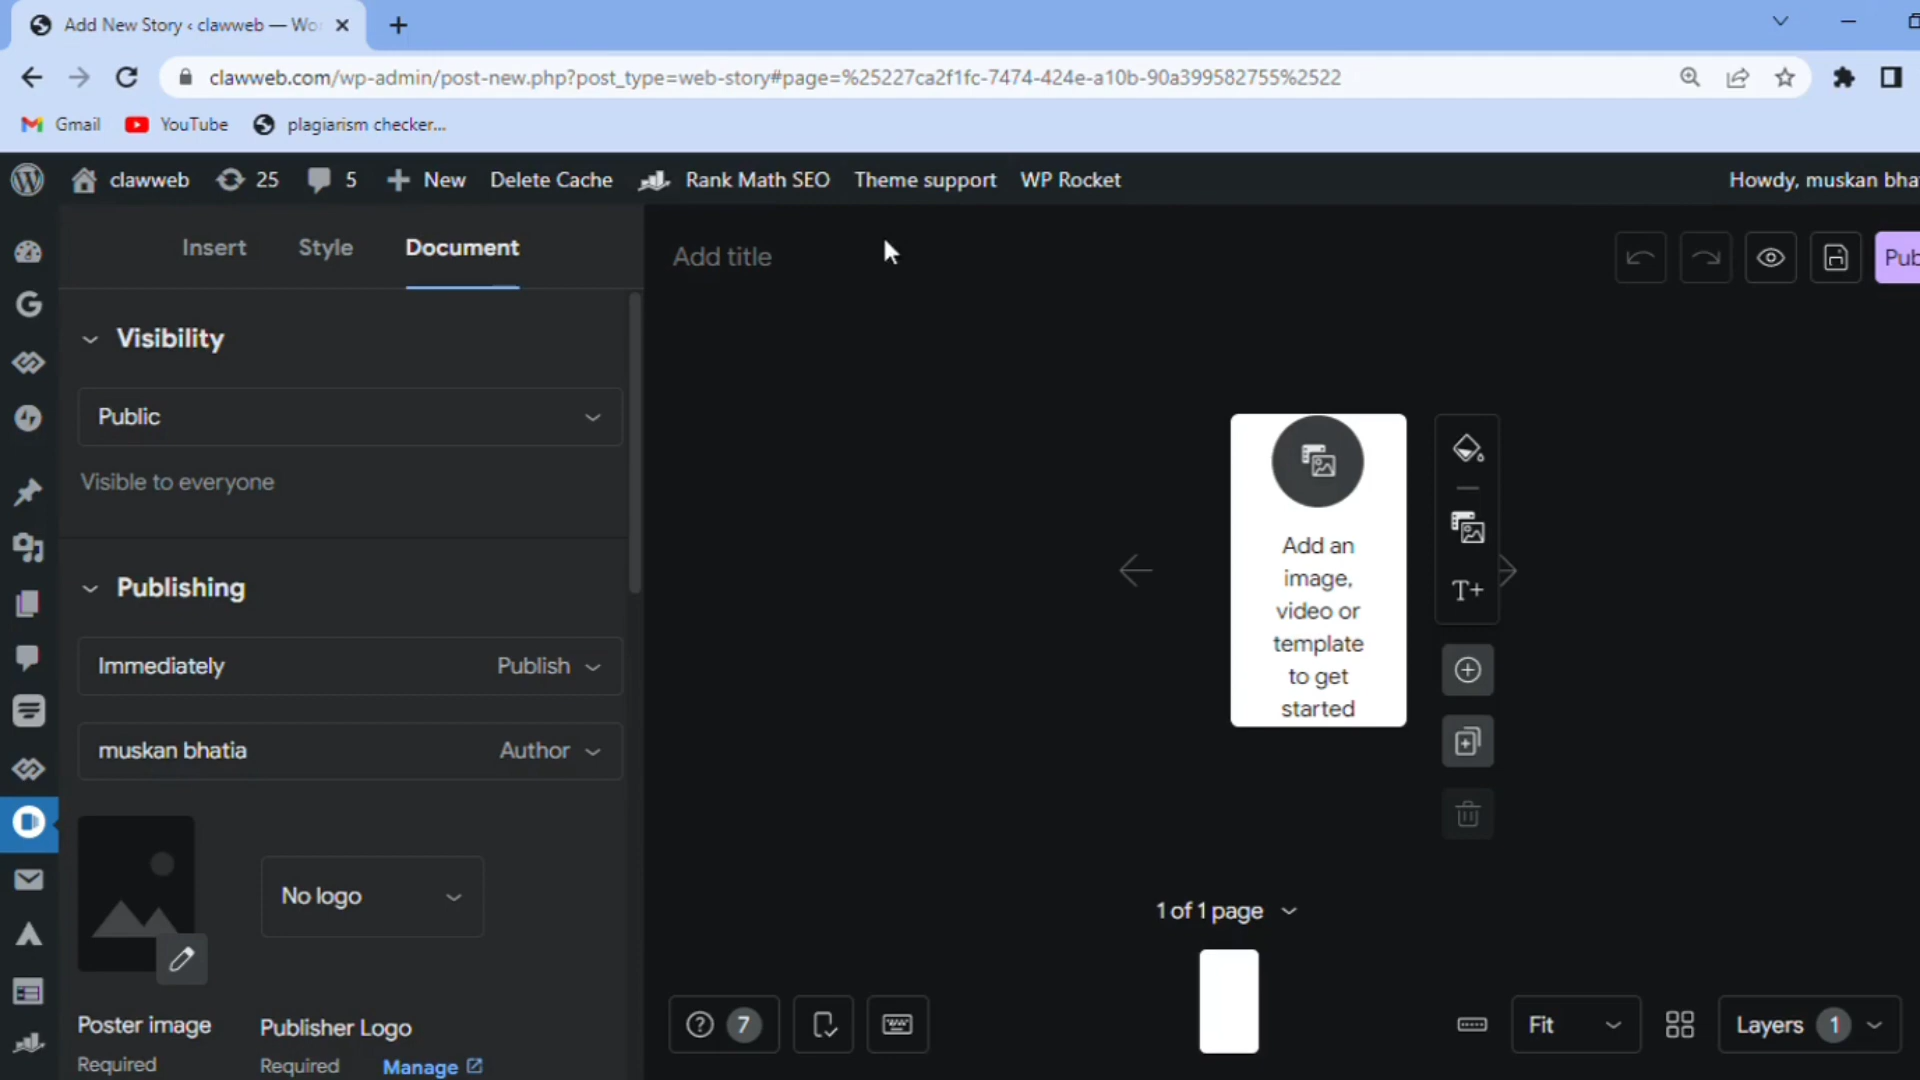 Add New Story ‹ clawweb — Wo
clawweb.com/wp-admin/post-new.php?post_type=web-story#page=%25227ca2f1fc-7474-424e-a10b-90a399582755%2522
Gmail YouTube plagiarism checker...
clawweb 25 5 New Delete Cache Rank Math SEO Theme support WP Rocket Howdy, muskan bha
Insert Style Document
Add title
Pub
Visibility
Public
Visible to everyone
Publishing
Immediately Publish
muskan bhatia Author
No logo
Poster image
Required
Publisher Logo
Required Manage
Add an
image,
video or
template
to get
started
T+
1 of 1 page
7
Fit
Layers 1